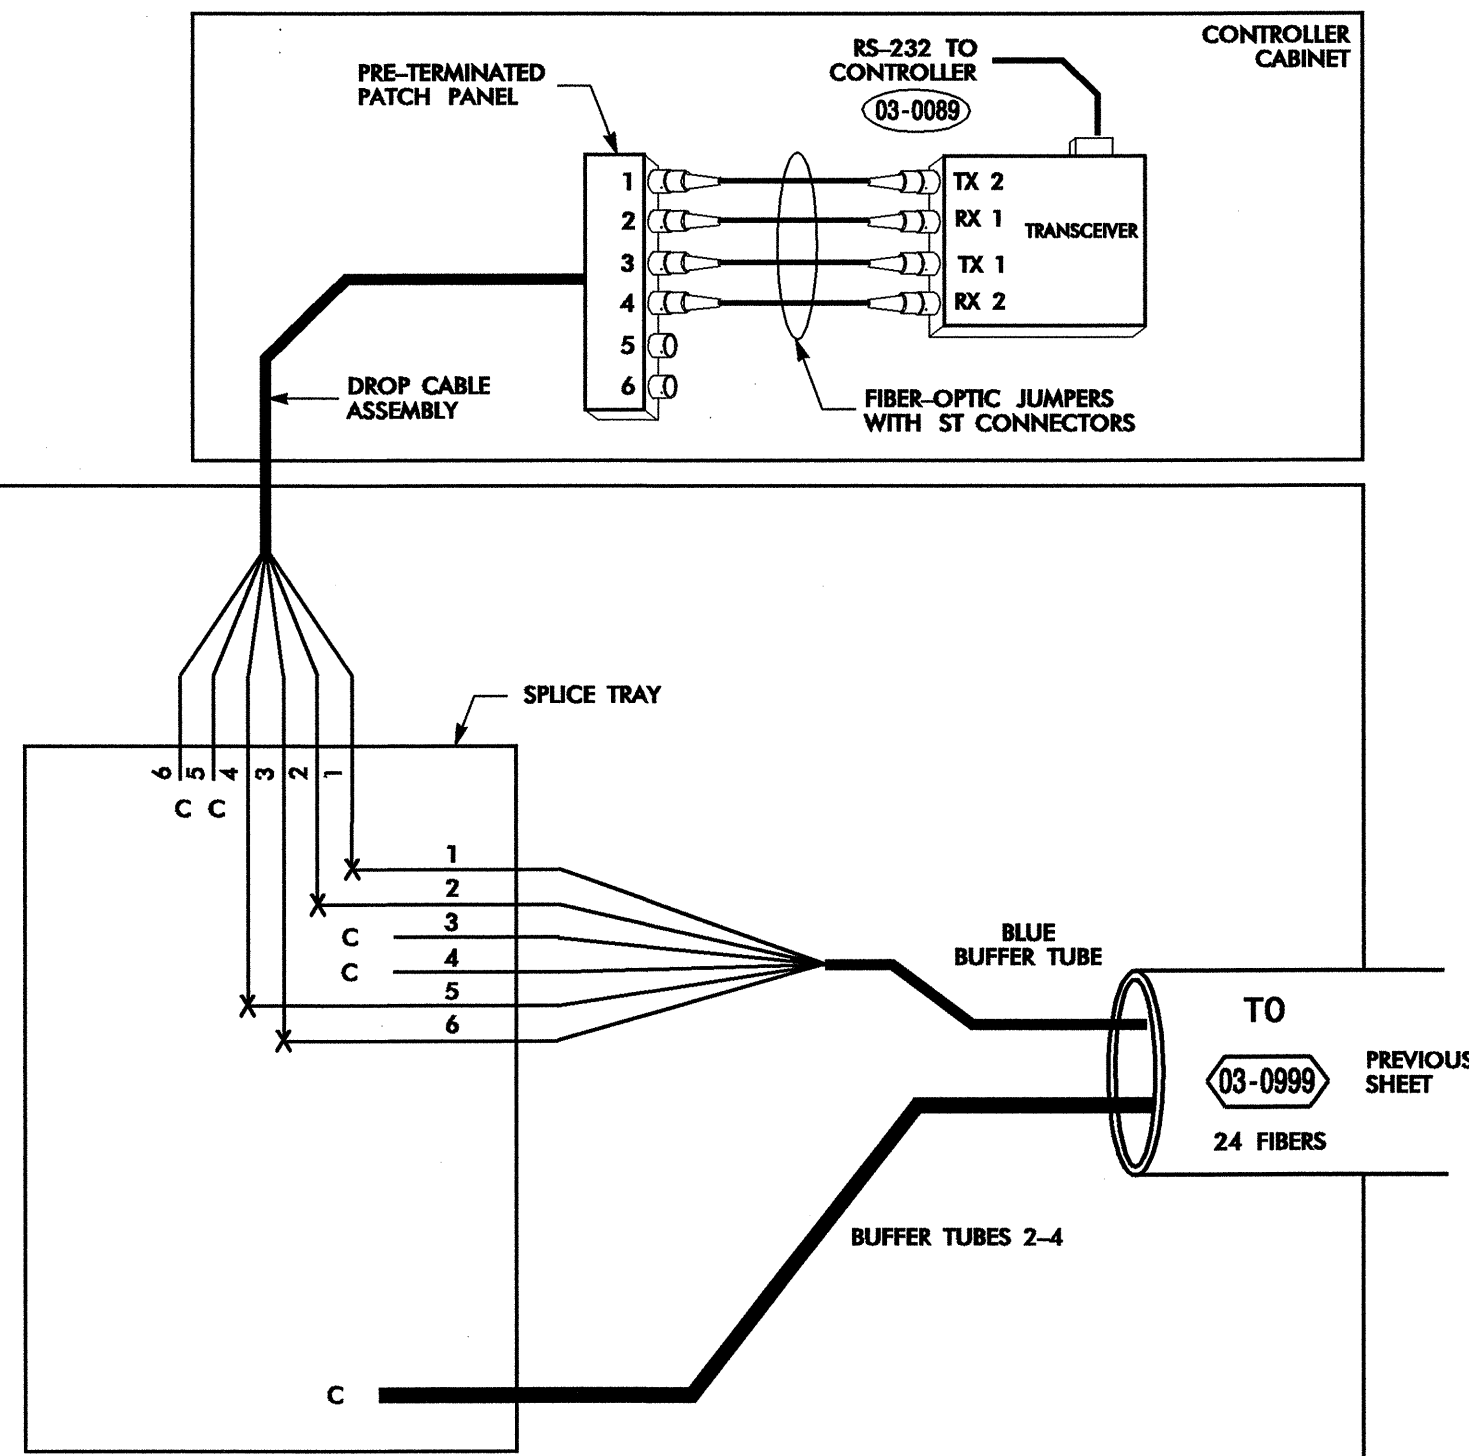 CONTROLLER
CABINET
RS-232 TO
CONTROLLER
03-0089
PRE-TERMINATED
PATCH PANEL
1
2
3
4
5
6
TX 2
RX 1
TX 1
RX 2
TRANSCEIVER
DROP CABLE
ASSEMBLY
FIBER-OPTIC JUMPERS
WITH ST CONNECTORS
SPLICE TRAY
6 5 4 3 2 1
C C
1
2
C 3
C 4
5
6
BLUE
BUFFER TUBE
TO
03-0999
24 FIBERS
PREVIOUS
SHEET
BUFFER TUBES 2-4
C